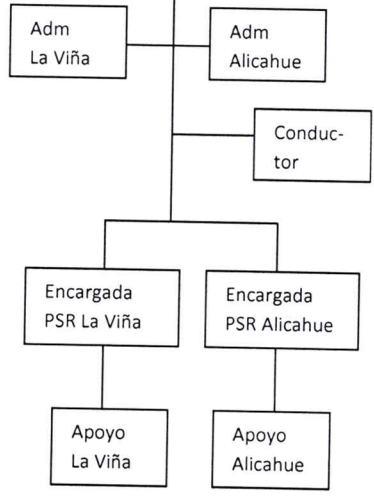 Adm
La Viña
Adm
Alicahue
Conduc-
tor
Encargada
PSR La Viña
Encargada
PSR Alicahue
Apoyo
La Viña
Apoyo
Alicahue